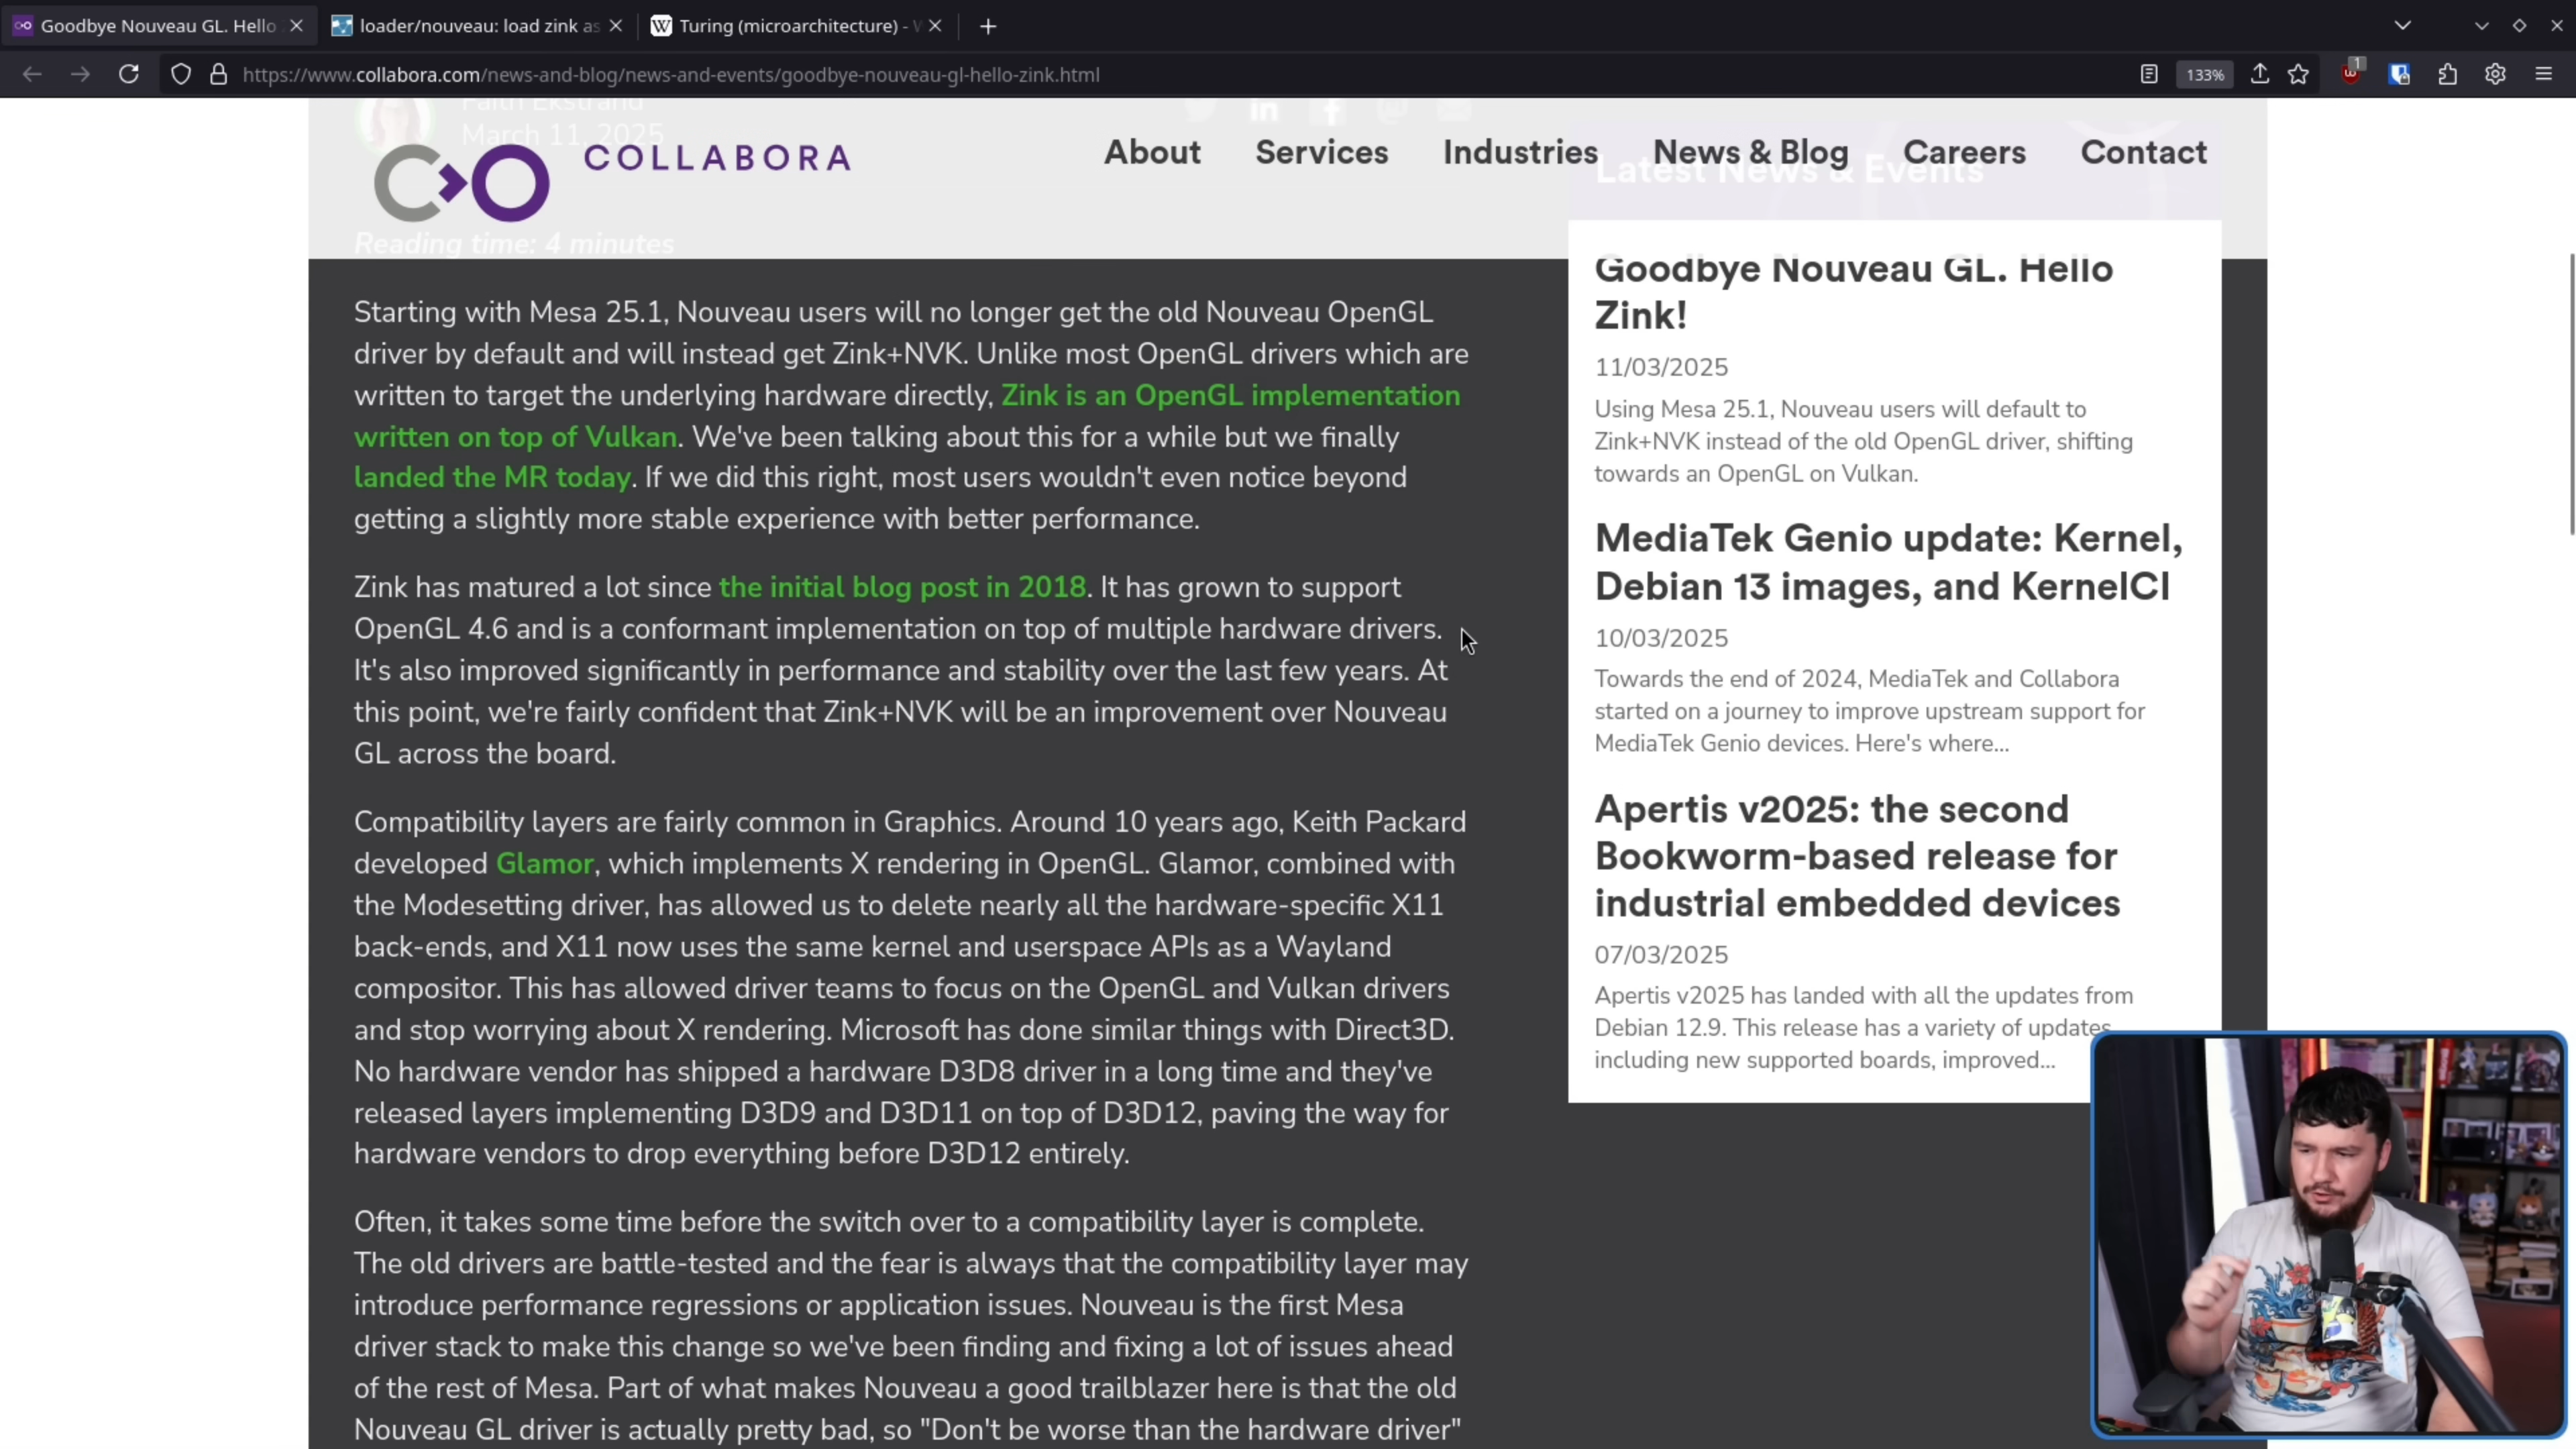 Goodbye Nouveau GL. Hello
loader/nouveau: load zink as
W Turing (microarchitecture) -
https://www.collabora.com/news-and-blog/news-and-events/goodbye-nouveau-gl-hello-zink.html
133%
1
Faith Ekstrand
March 11, 2025
COLLABORA
About
Services
Industries
News & Blog
Careers
Contact
Latest News & Events
Reading time: 4 minutes
Starting with Mesa 25.1, Nouveau users will no longer get the old Nouveau OpenGL
driver by default and will instead get Zink+NVK. Unlike most OpenGL drivers which are
written to target the underlying hardware directly, Zink is an OpenGL implementation
written on top of Vulkan. We've been talking about this for a while but we finally
landed the MR today. If we did this right, most users wouldn't even notice beyond
getting a slightly more stable experience with better performance.
Zink has matured a lot since the initial blog post in 2018. It has grown to support
OpenGL 4.6 and is a conformant implementation on top of multiple hardware drivers.
It's also improved significantly in performance and stability over the last few years. At
this point, we're fairly confident that Zink+NVK will be an improvement over Nouveau
GL across the board.
Compatibility layers are fairly common in Graphics. Around 10 years ago, Keith Packard
developed Glamor, which implements X rendering in OpenGL. Glamor, combined with
the Modesetting driver, has allowed us to delete nearly all the hardware-specific X11
back-ends, and X11 now uses the same kernel and userspace APIs as a Wayland
compositor. This has allowed driver teams to focus on the OpenGL and Vulkan drivers
and stop worrying about X rendering. Microsoft has done similar things with Direct3D.
No hardware vendor has shipped a hardware D3D8 driver in a long time and they've
released layers implementing D3D9 and D3D11 on top of D3D12, paving the way for
hardware vendors to drop everything before D3D12 entirely.
Often, it takes some time before the switch over to a compatibility layer is complete.
The old drivers are battle-tested and the fear is always that the compatibility layer may
introduce performance regressions or application issues. Nouveau is the first Mesa
driver stack to make this change so we've been finding and fixing a lot of issues ahead
of the rest of Mesa. Part of what makes Nouveau a good trailblazer here is that the old
Nouveau GL driver is actually pretty bad, so "Don't be worse than the hardware driver"
Goodbye Nouveau GL. Hello
Zink!
11/03/2025
Using Mesa 25.1, Nouveau users will default to
Zink+NVK instead of the old OpenGL driver, shifting
towards an OpenGL on Vulkan.
MediaTek Genio update: Kernel,
Debian 13 images, and KernelCI
10/03/2025
Towards the end of 2024, MediaTek and Collabora
started on a journey to improve upstream support for
MediaTek Genio devices. Here's where...
Apertis v2025: the second
Bookworm-based release for
industrial embedded devices
07/03/2025
Apertis v2025 has landed with all the updates from
Debian 12.9. This release has a variety of updates
including new supported boards, improved...